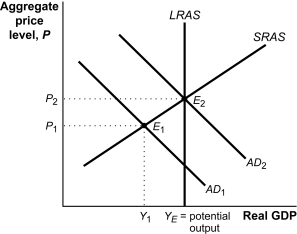 Aggregate
price
level, P
LRAS
SRAS
P2
E2
P1
E1
AD2
AD1
Y1
YE = potential
output
Real GDP